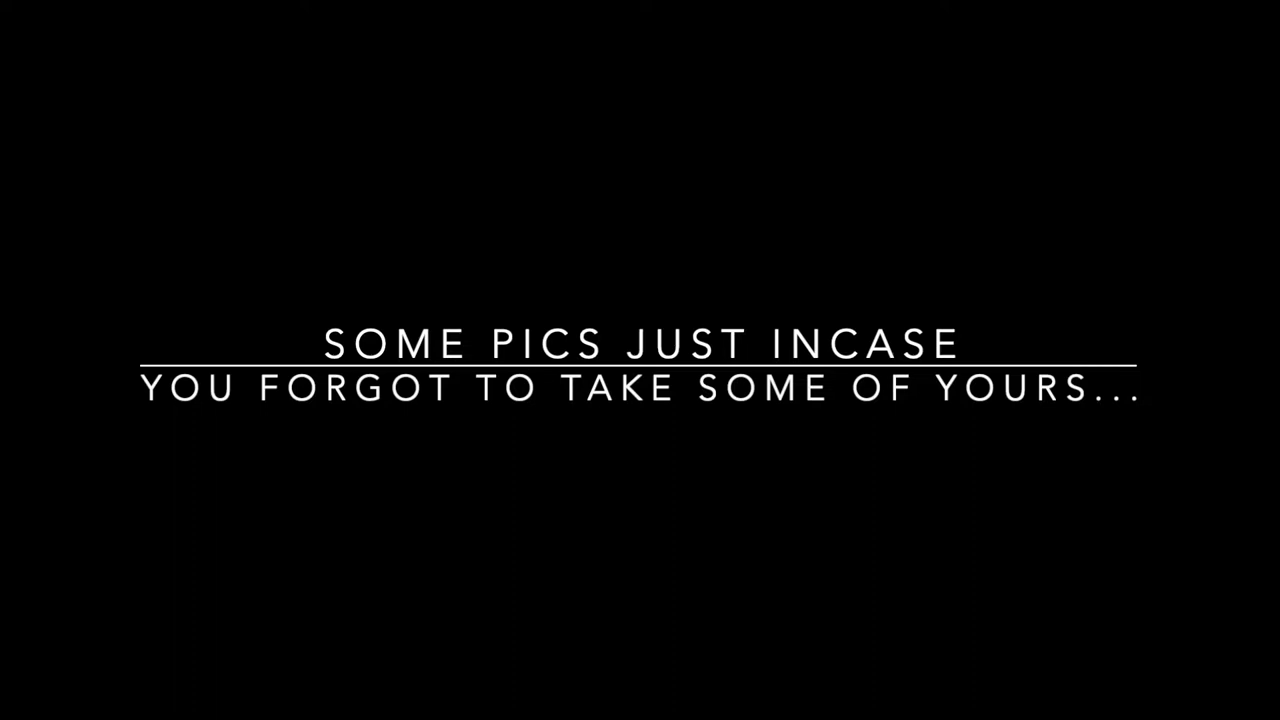 SOME PICS JUST INCASE
YOU FORGOT TO TAKE SOME OF YOURS...